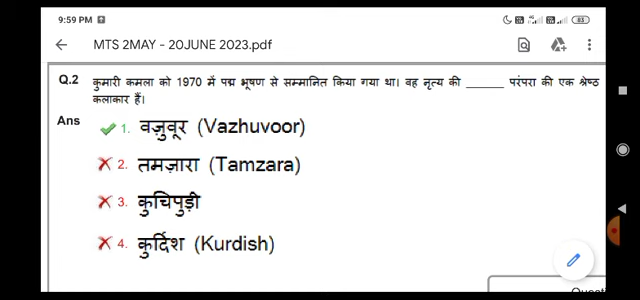 9:59 PM
83
MTS 2MAY - 20JUNE 2023.pdf
Q.2 कुमारी कमला को 1970 में पद्म भूषण से सम्मानित किया गया था। वह नृत्य की ______ परंपरा की एक श्रेष्ठ
कलाकार हैं।
Ans
1. वज़ुवूर (Vazhuvoor)
2. तमज़ारा (Tamzara)
3. कुचिपुड़ी
4. कुर्दिश (Kurdish)